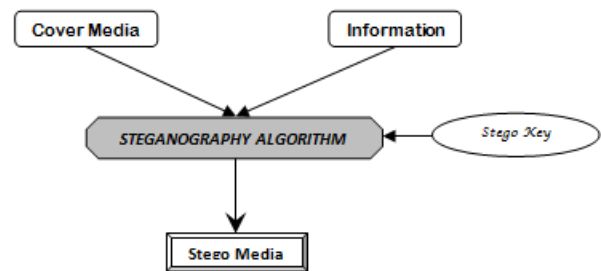 Cover Media
Information
STEGANOGRAPHY ALGORITHM
Stego Key
Stego Media